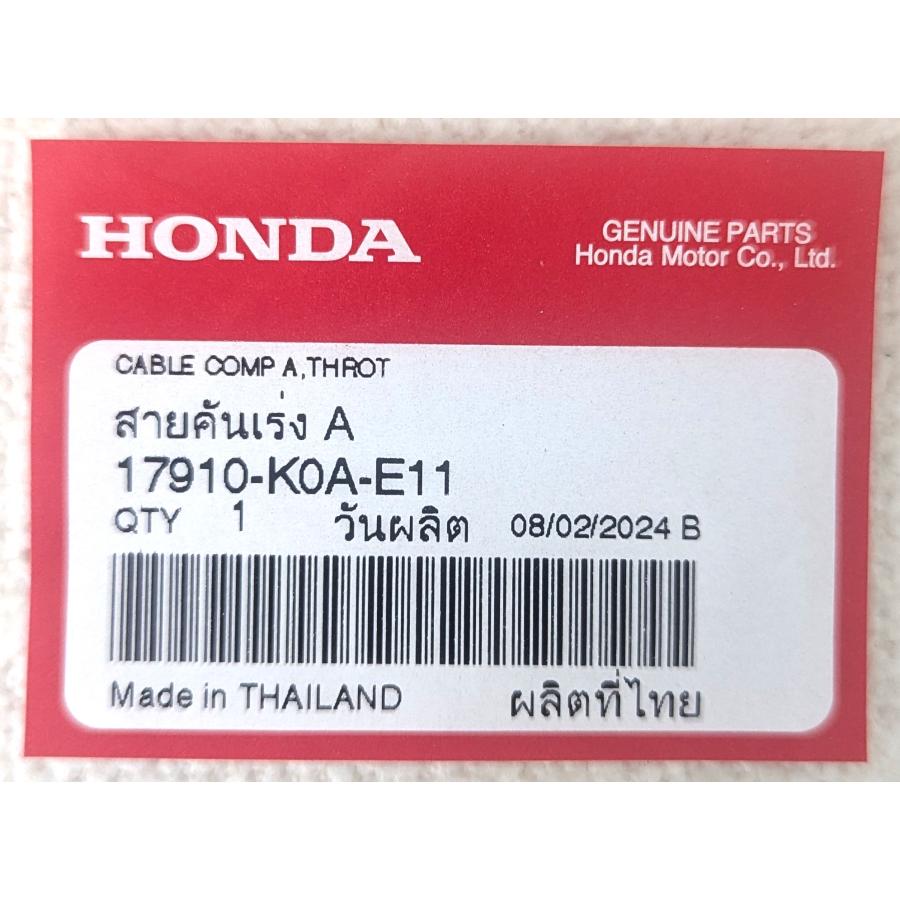 HONDA
GENUINE PARTS
Honda Motor Co., Ltd.
CABLE COMP A,THROT
สายคันเร่ง A
17910-K0A-E11
QTY 1 วันผลิต 08/02/2024 B
Made in THAILAND ผลิตที่ไทย